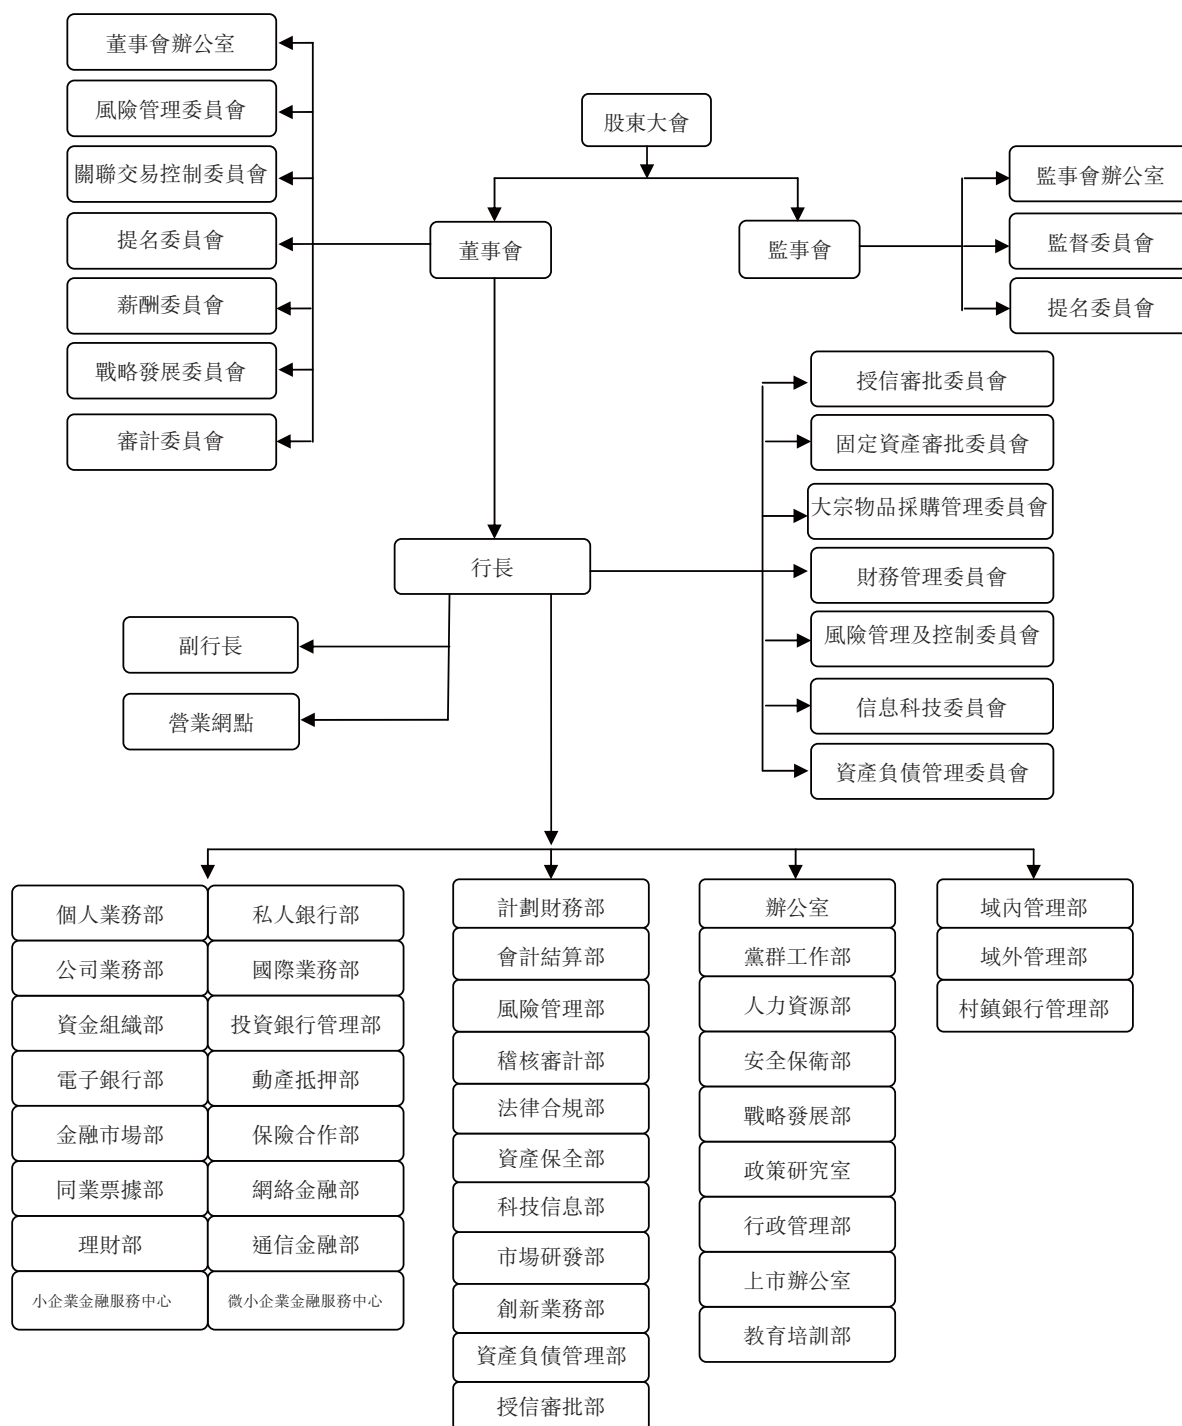 董事會辦公室
風險管理委員會
關聯交易控制委員會
提名委員會
薪酬委員會
戰略發展委員會
審計委員會
股東大會
董事會
監事會
監事會辦公室
監督委員會
提名委員會
授信審批委員會
固定資產審批委員會
大宗物品採購管理委員會
財務管理委員會
風險管理及控制委員會
信息科技委員會
資產負債管理委員會
行長
副行長
營業網點
個人業務部
公司業務部
資金組織部
電子銀行部
金融市場部
同業票據部
理財部
小企業金融服務中心
私人銀行部
國際業務部
投資銀行管理部
動產抵押部
保險合作部
網絡金融部
通信金融部
微小企業金融服務中心
計劃財務部
會計結算部
風險管理部
稽核審計部
法律合規部
資產保全部
科技信息部
市場研發部
創新業務部
資產負債管理部
授信審批部
辦公室
黨群工作部
人力資源部
安全保衛部
戰略發展部
政策研究室
行政管理部
上市辦公室
教育培訓部
域內管理部
域外管理部
村鎮銀行管理部